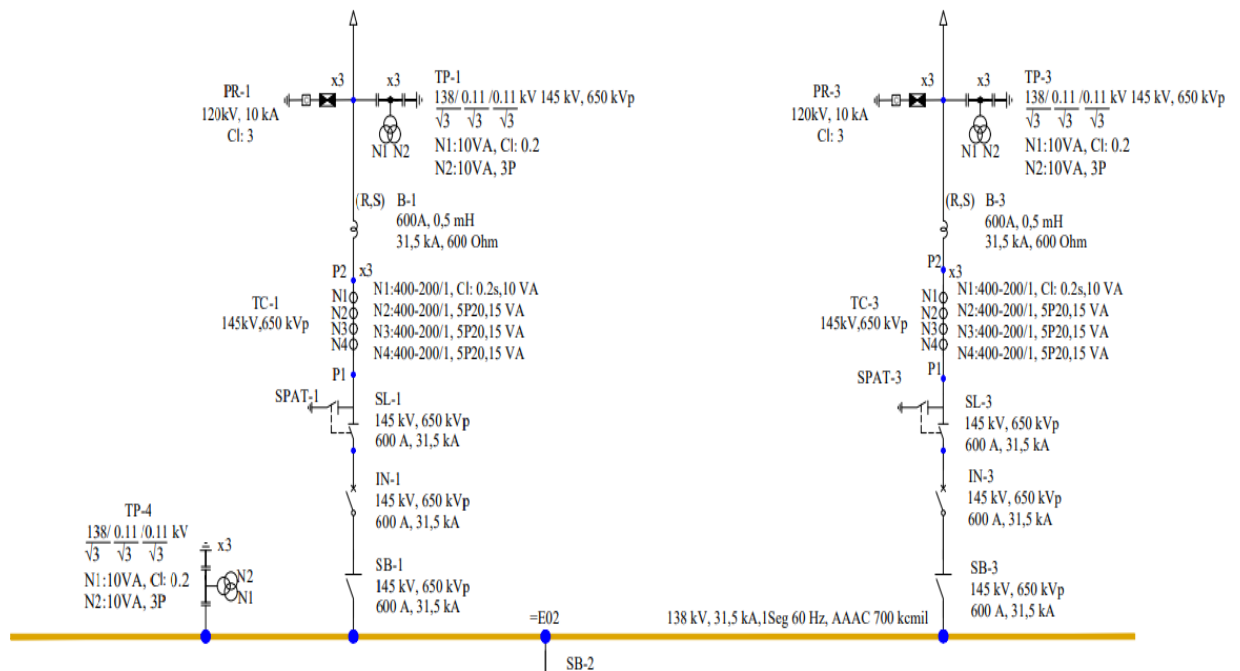 x3
x3
TP-1
PR-1
138/ 0.11 /0.11 kV 145 kV, 650 kVp
√3 √3 √3
120kV, 10 kA
Cl: 3
N1 N2
N1:10VA, Cl: 0.2
N2:10VA, 3P
(R,S) B-1
600A, 0,5 mH
31,5 kA, 600 Ohm
P2
x3
TC-1
145kV,650 kVp
N1
N2
N3
N4
N1:400-200/1, Cl: 0.2s,10 VA
N2:400-200/1, 5P20,15 VA
N3:400-200/1, 5P20,15 VA
N4:400-200/1, 5P20,15 VA
P1
SPAT-1
SL-1
145 kV, 650 kVp
600 A, 31,5 kA
IN-1
145 kV, 650 kVp
600 A, 31,5 kA
SB-1
145 kV, 650 kVp
600 A, 31,5 kA
TP-4
138/ 0.11 /0.11 kV
√3 √3 √3
x3
N1:10VA, Cl: 0.2
N2:10VA, 3P
N2
N1
=E02
SB-2
138 kV, 31,5 kA,1Seg 60 Hz, AAAC 700 kcmil
x3
x3
TP-3
PR-3
138/ 0.11 /0.11 kV 145 kV, 650 kVp
√3 √3 √3
120kV, 10 kA
Cl: 3
N1 N2
N1:10VA, Cl: 0.2
N2:10VA, 3P
(R,S) B-3
600A, 0,5 mH
31,5 kA, 600 Ohm
P2
x3
TC-3
145kV,650 kVp
N1
N2
N3
N4
N1:400-200/1, Cl: 0.2s,10 VA
N2:400-200/1, 5P20,15 VA
N3:400-200/1, 5P20,15 VA
N4:400-200/1, 5P20,15 VA
P1
SPAT-3
SL-3
145 kV, 650 kVp
600 A, 31,5 kA
IN-3
145 kV, 650 kVp
600 A, 31,5 kA
SB-3
145 kV, 650 kVp
600 A, 31,5 kA